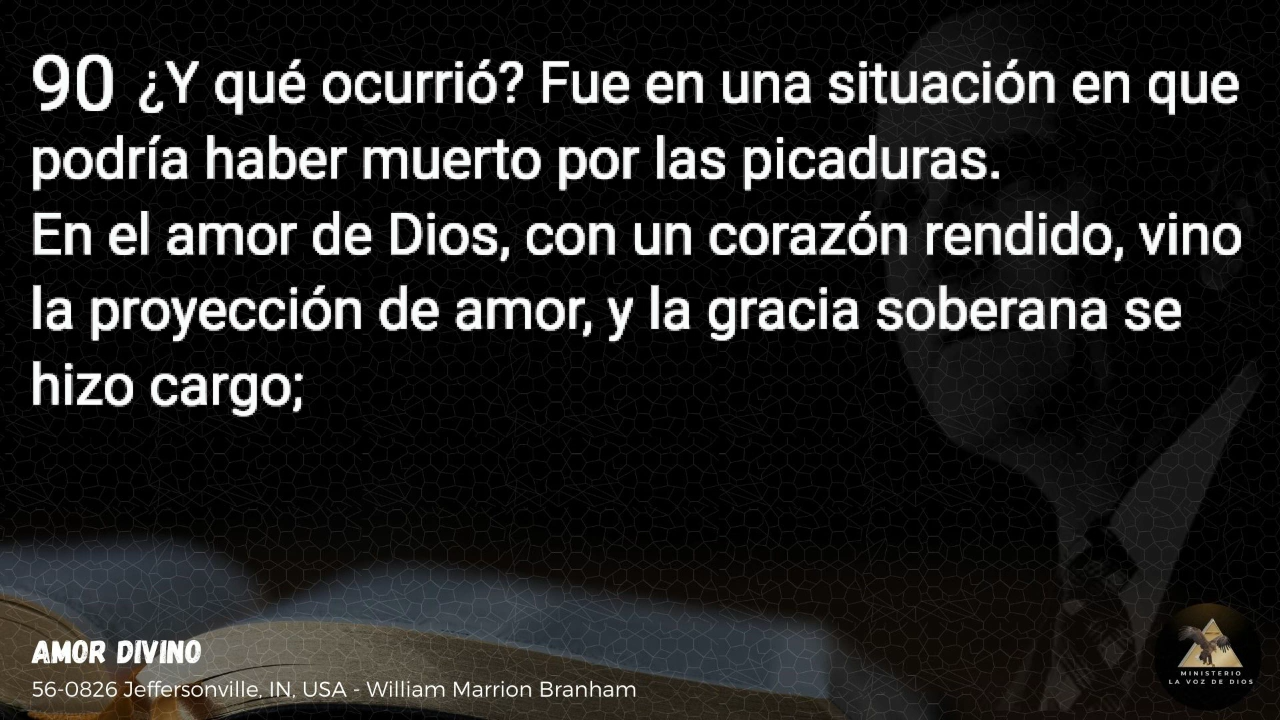 90 ¿Y qué ocurrió? Fue en una situación en que
podría haber muerto por las picaduras.
En el amor de Dios, con un corazón rendido, vino
la proyección de amor, y la gracia soberana se
hizo cargo;
AMOR DIVINO
56-0826 Jeffersonville, IN, USA - William Marrion Branham
MINISTERIO
LA VOZ DE DIOS